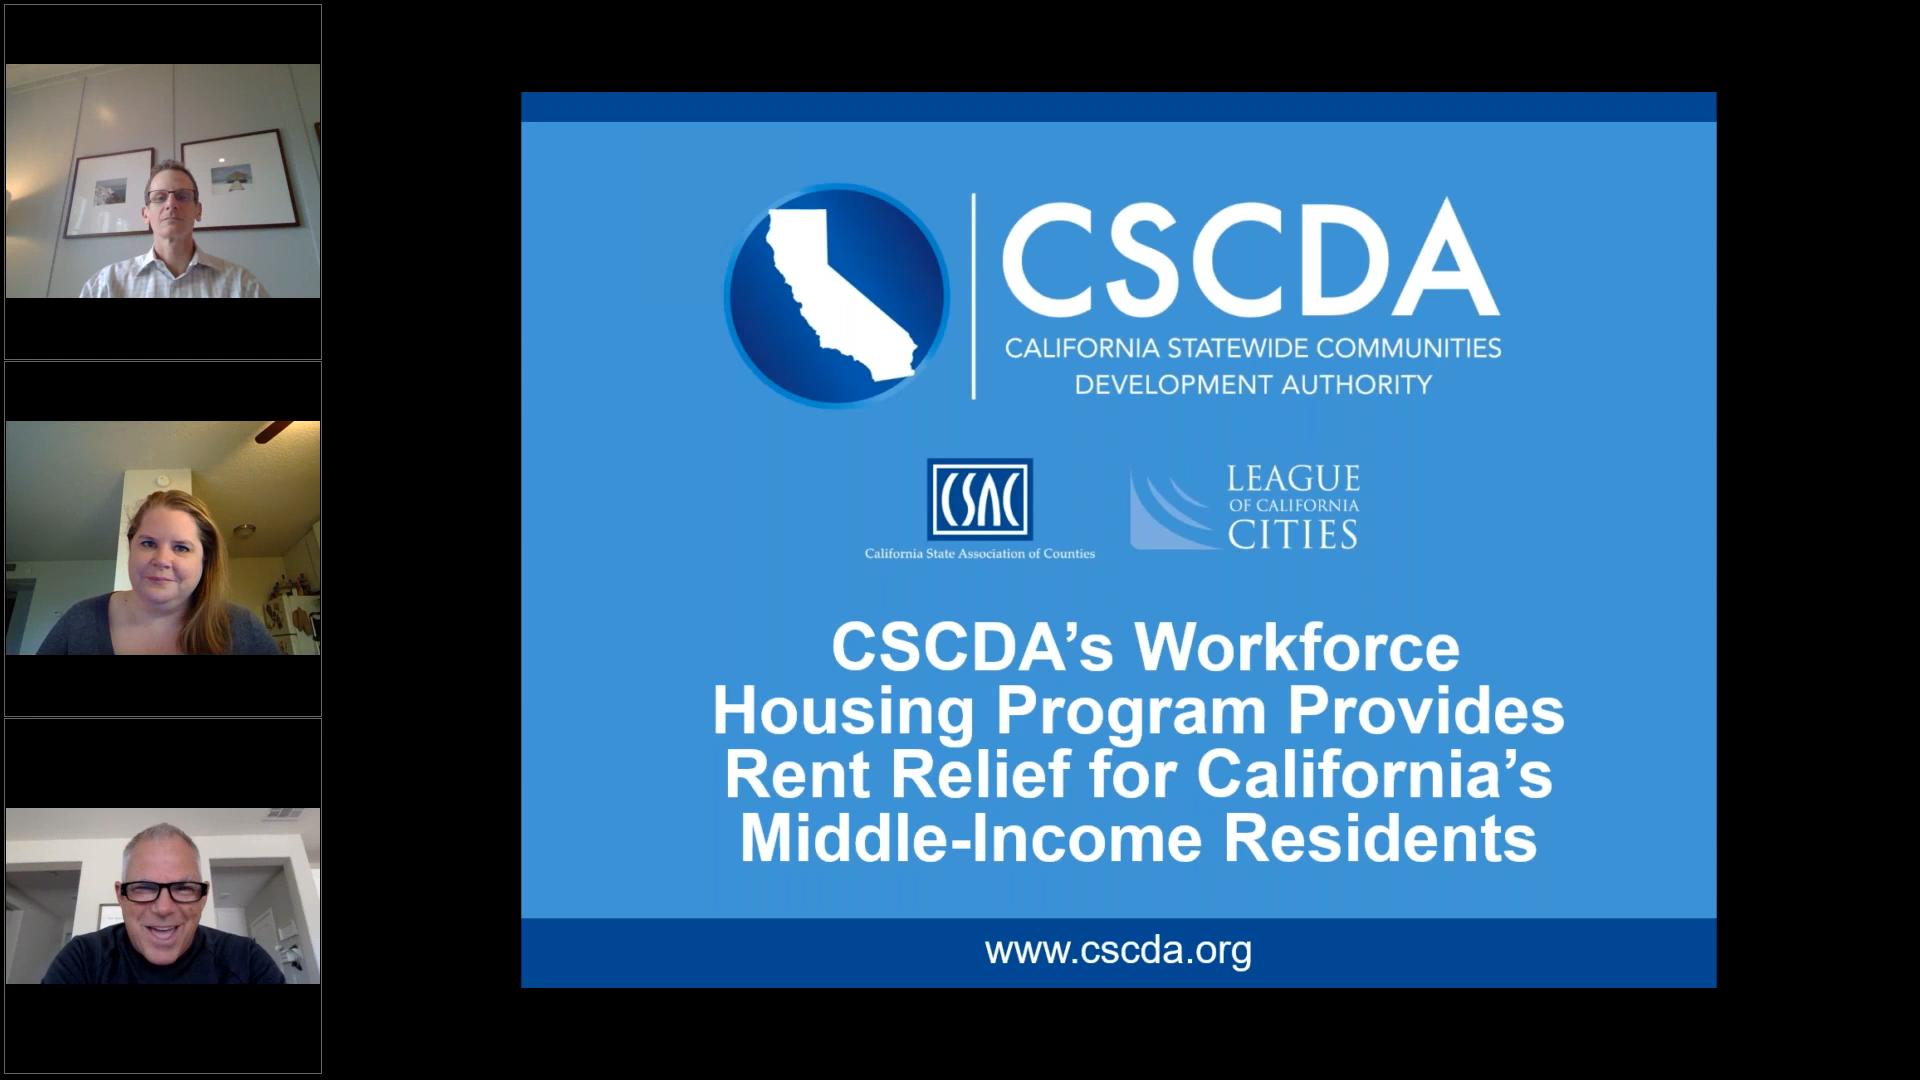 CSCDA
CALIFORNIA STATEWIDE COMMUNITIES
DEVELOPMENT AUTHORITY
CSAC
California State Association of Counties
LEAGUE
OF CALIFORNIA
CITIES
CSCDA’s Workforce
Housing Program Provides
Rent Relief for California’s
Middle-Income Residents
www.cscda.org